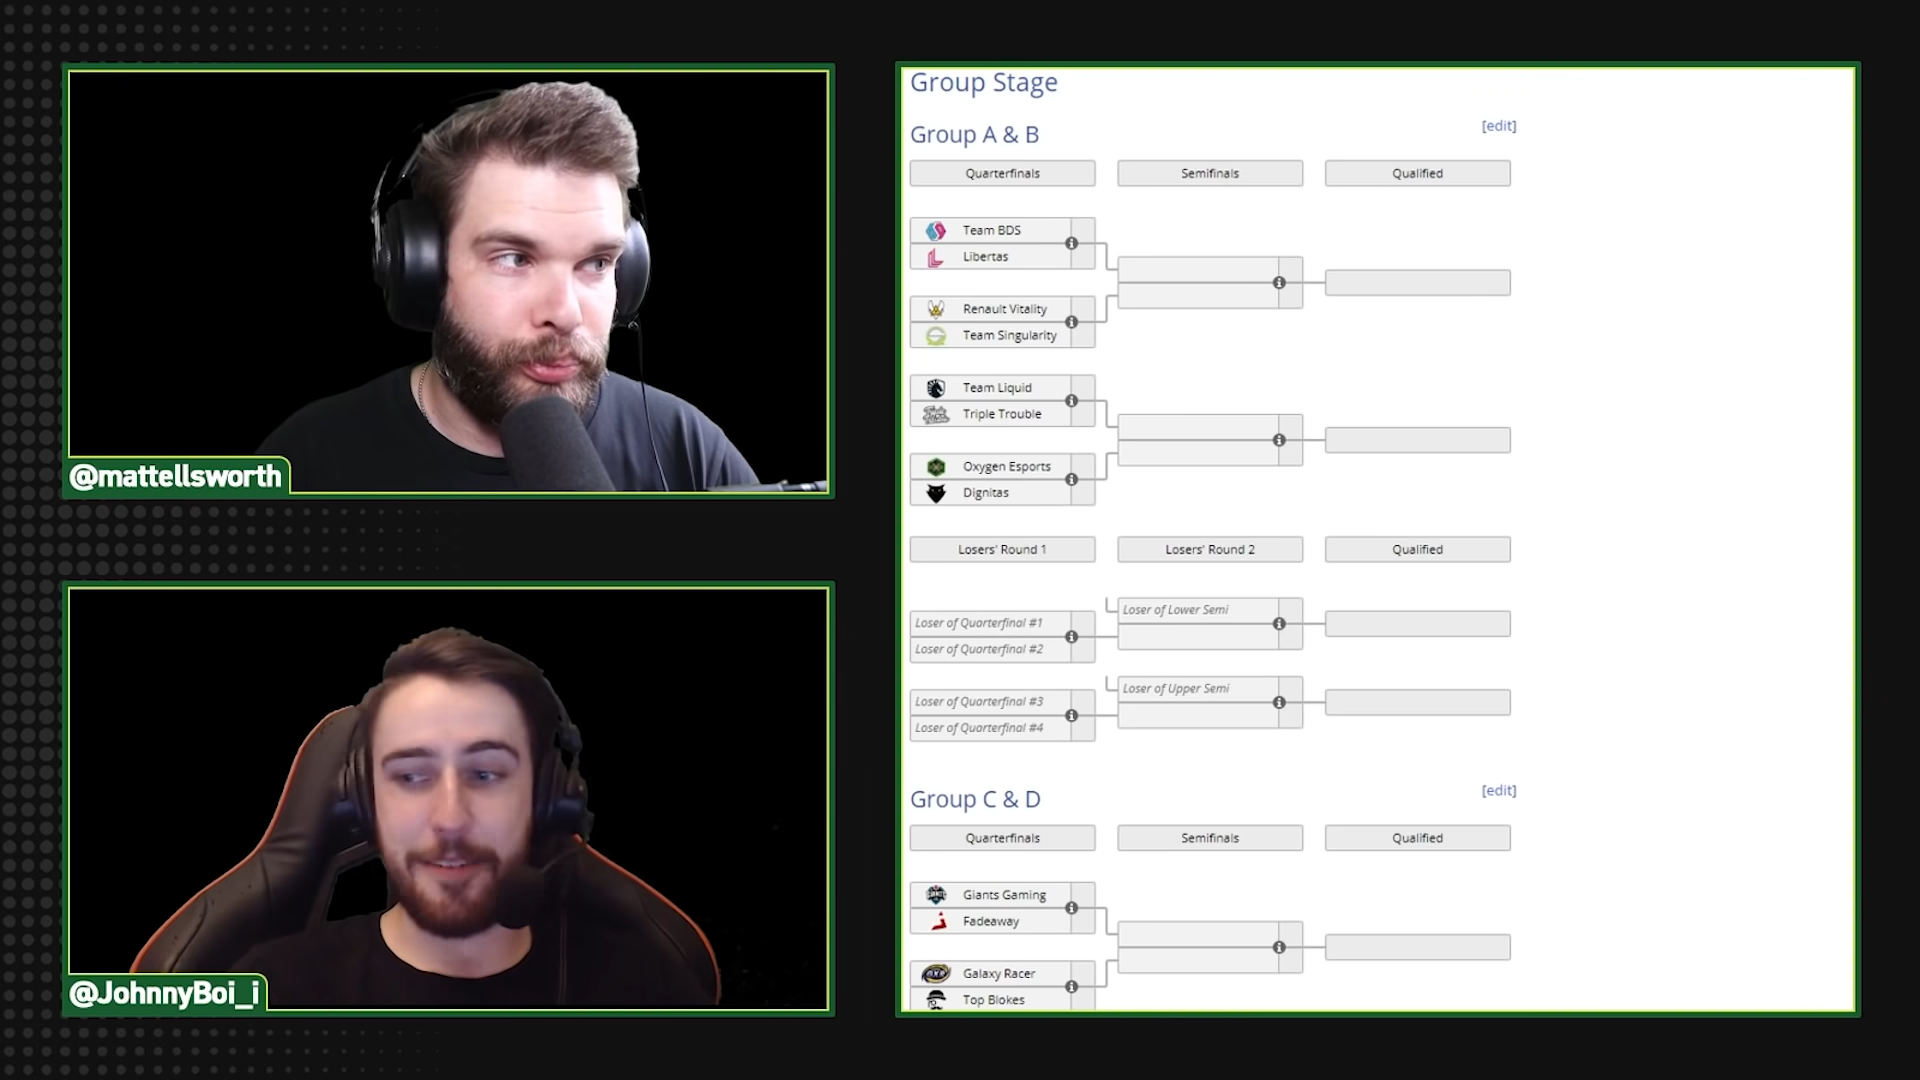 @mattellsworth
@JohnnyBoi_i
Group Stage
Group A & B
[edit]
Quarterfinals
Semifinals
Qualified
Team BDS
Libertas
Renault Vitality
Team Singularity
Team Liquid
Triple Trouble
Oxygen Esports
Dignitas
Losers' Round 1
Losers' Round 2
Qualified
Loser of Quarterfinal #1
Loser of Quarterfinal #2
Loser of Lower Semi
Loser of Quarterfinal #3
Loser of Quarterfinal #4
Loser of Upper Semi
Group C & D
[edit]
Quarterfinals
Semifinals
Qualified
Giants Gaming
Fadeaway
Galaxy Racer
Top Blokes